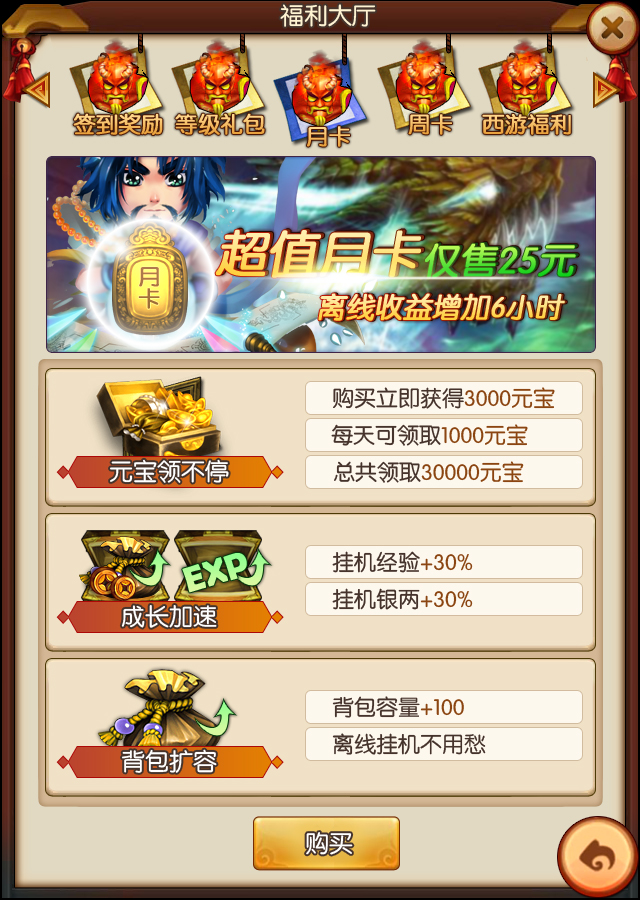 福利大厅
签到奖励
等级礼包
月卡
周卡
西游福利
月卡
超值月卡仅售25元
离线收益增加6小时
元宝领不停
购买立即获得3000元宝
每天可领取1000元宝
总共领取30000元宝
EXP
成长加速
挂机经验+30%
挂机银两+30%
背包扩容
背包容量+100
离线挂机不用愁
购买